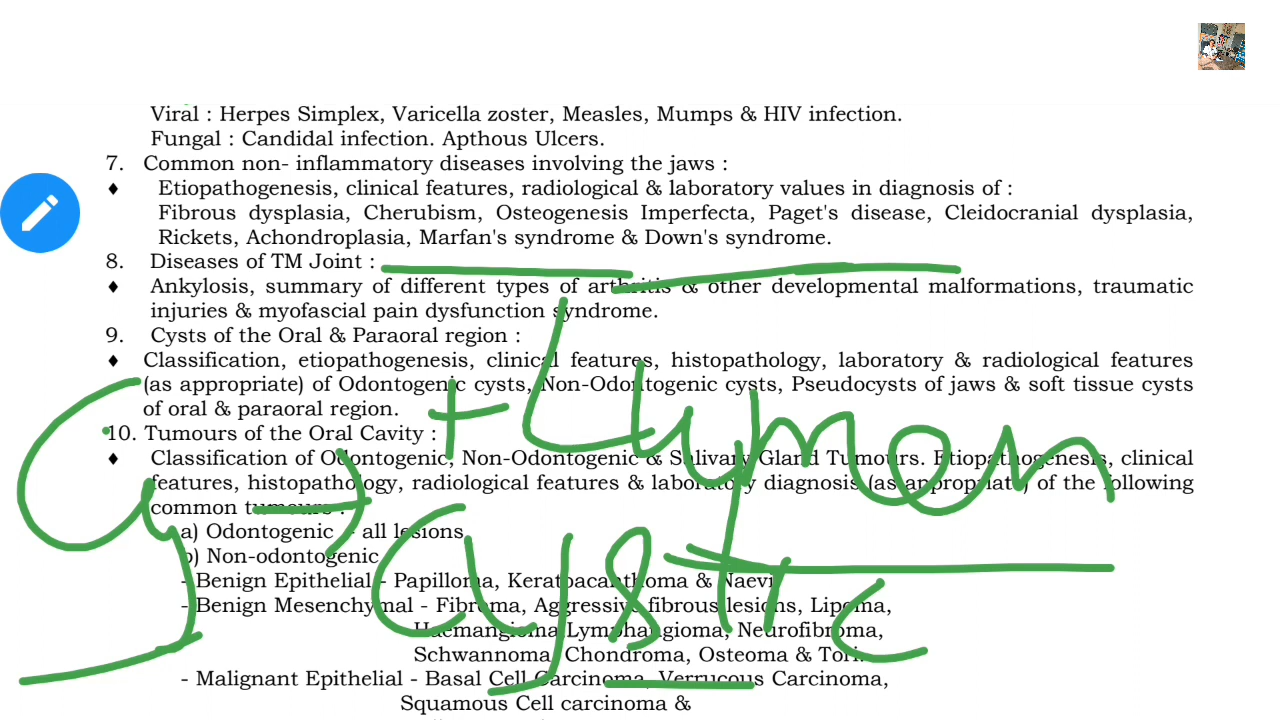 Viral : Herpes Simplex, Varicella zoster, Measles, Mumps & HIV infection.
Fungal : Candidal infection. Apthous Ulcers.
7. Common non- inflammatory diseases involving the jaws :
♦ Etiopathogenesis, clinical features, radiological & laboratory values in diagnosis of :
Fibrous dysplasia, Cherubism, Osteogenesis Imperfecta, Paget's disease, Cleidocranial dysplasia,
Rickets, Achondroplasia, Marfan's syndrome & Down's syndrome.
8. Diseases of TM Joint :
♦ Ankylosis, summary of different types of arthritis & other developmental malformations, traumatic
injuries & myofascial pain dysfunction syndrome.
9. Cysts of the Oral & Paraoral region :
♦ Classification, etiopathogenesis, clinical features, histopathology, laboratory & radiological features
(as appropriate) of Odontogenic cysts, Non-Odontogenic cysts, Pseudocysts of jaws & soft tissue cysts
of oral & paraoral region.
10. Tumours of the Oral Cavity :
♦ Classification of Odontogenic, Non-Odontogenic & Salivary Gland Tumours. Etiopathogenesis, clinical
features, histopathology, radiological features & laboratory diagnosis (as appropriate) of the following
common tumours :
a) Odontogenic - all lesions
b) Non-odontogenic
- Benign Epithelial - Papilloma, Keratoacanthoma & Naevi
- Benign Mesenchymal - Fibroma, Aggressive fibrous lesions, Lipoma,
Haemangioma, Lymphangioma, Neurofibroma,
Schwannoma, Chondroma, Osteoma & Tori.
- Malignant Epithelial - Basal Cell Carcinoma, Verrucous Carcinoma,
Squamous Cell carcinoma &
+ Lumen
Cystic